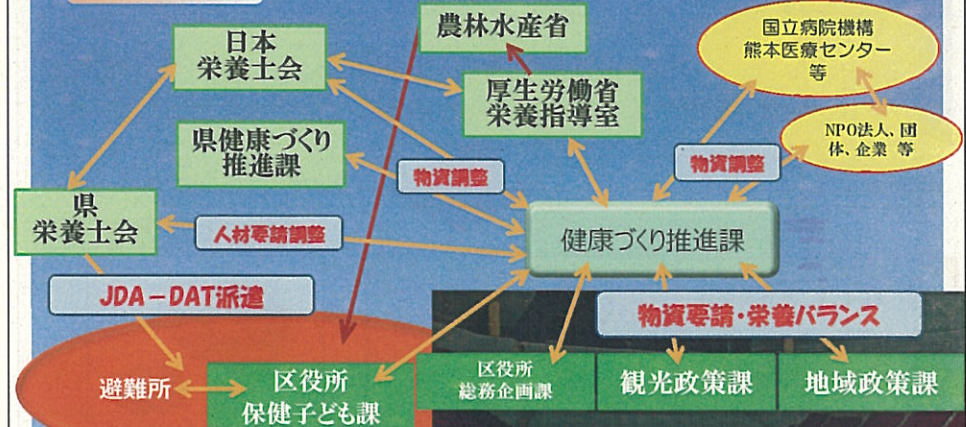 農林水産省
国立病院機構
熊本医療センター
等
日本
栄養士会
厚生労働省
栄養指導室
NPO法人、団
体、企業 等
県健康づくり
推進課
物資調整
物資調整
県
栄養士会
人材要請調整
健康づくり推進課
JDA－DAT派遣
物資要請・栄養バランス
避難所
区役所
保健子ども課
区役所
総務企画課
観光政策課
地域政策課